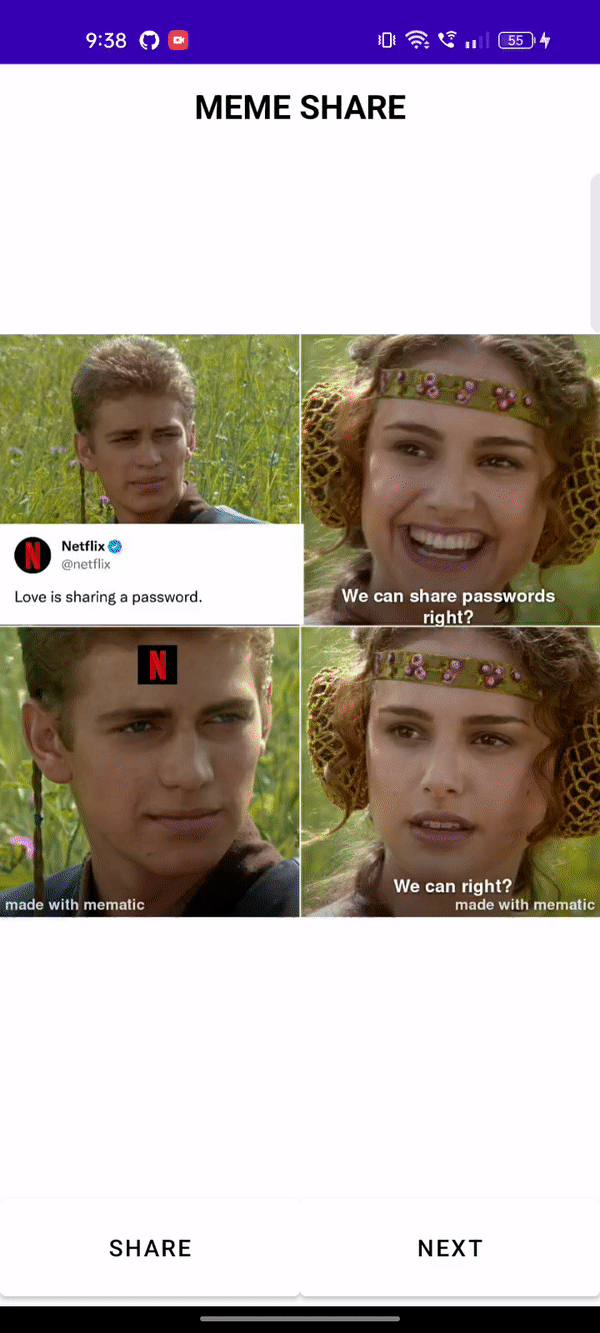 9:38
55
MEME SHARE
N
Netflix
@netflix
Love is sharing a password.
We can share passwords
right?
N
made with mematic
We can right?
made with mematic
SHARE
NEXT